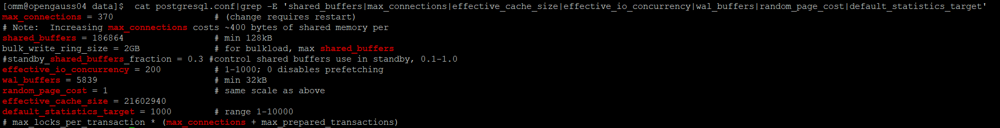 [omm@opengauss04 data]$  cat postgresql.conf|grep -E 'shared_buffers|max_connections|effective_cache_size|effective_io_concurrency|wal_buffers|random_page_cost|default_statistics_target'
max_connections = 370                   # (change requires restart)
# Note:  Increasing max_connections costs ~400 bytes of shared memory per
shared_buffers = 186864                 # min 128kB
bulk_write_ring_size = 2GB              # for bulkload, max shared_buffers
#standby_shared_buffers_fraction = 0.3 #control shared buffers use in standby, 0.1-1.0
effective_io_concurrency = 200          # 1-1000; 0 disables prefetching
wal_buffers = 5839                      # min 32kB
random_page_cost = 1                    # same scale as above
effective_cache_size = 21602940
default_statistics_target = 1000        # range 1-10000
# max_locks_per_transaction * (max_connections + max_prepared_transactions)